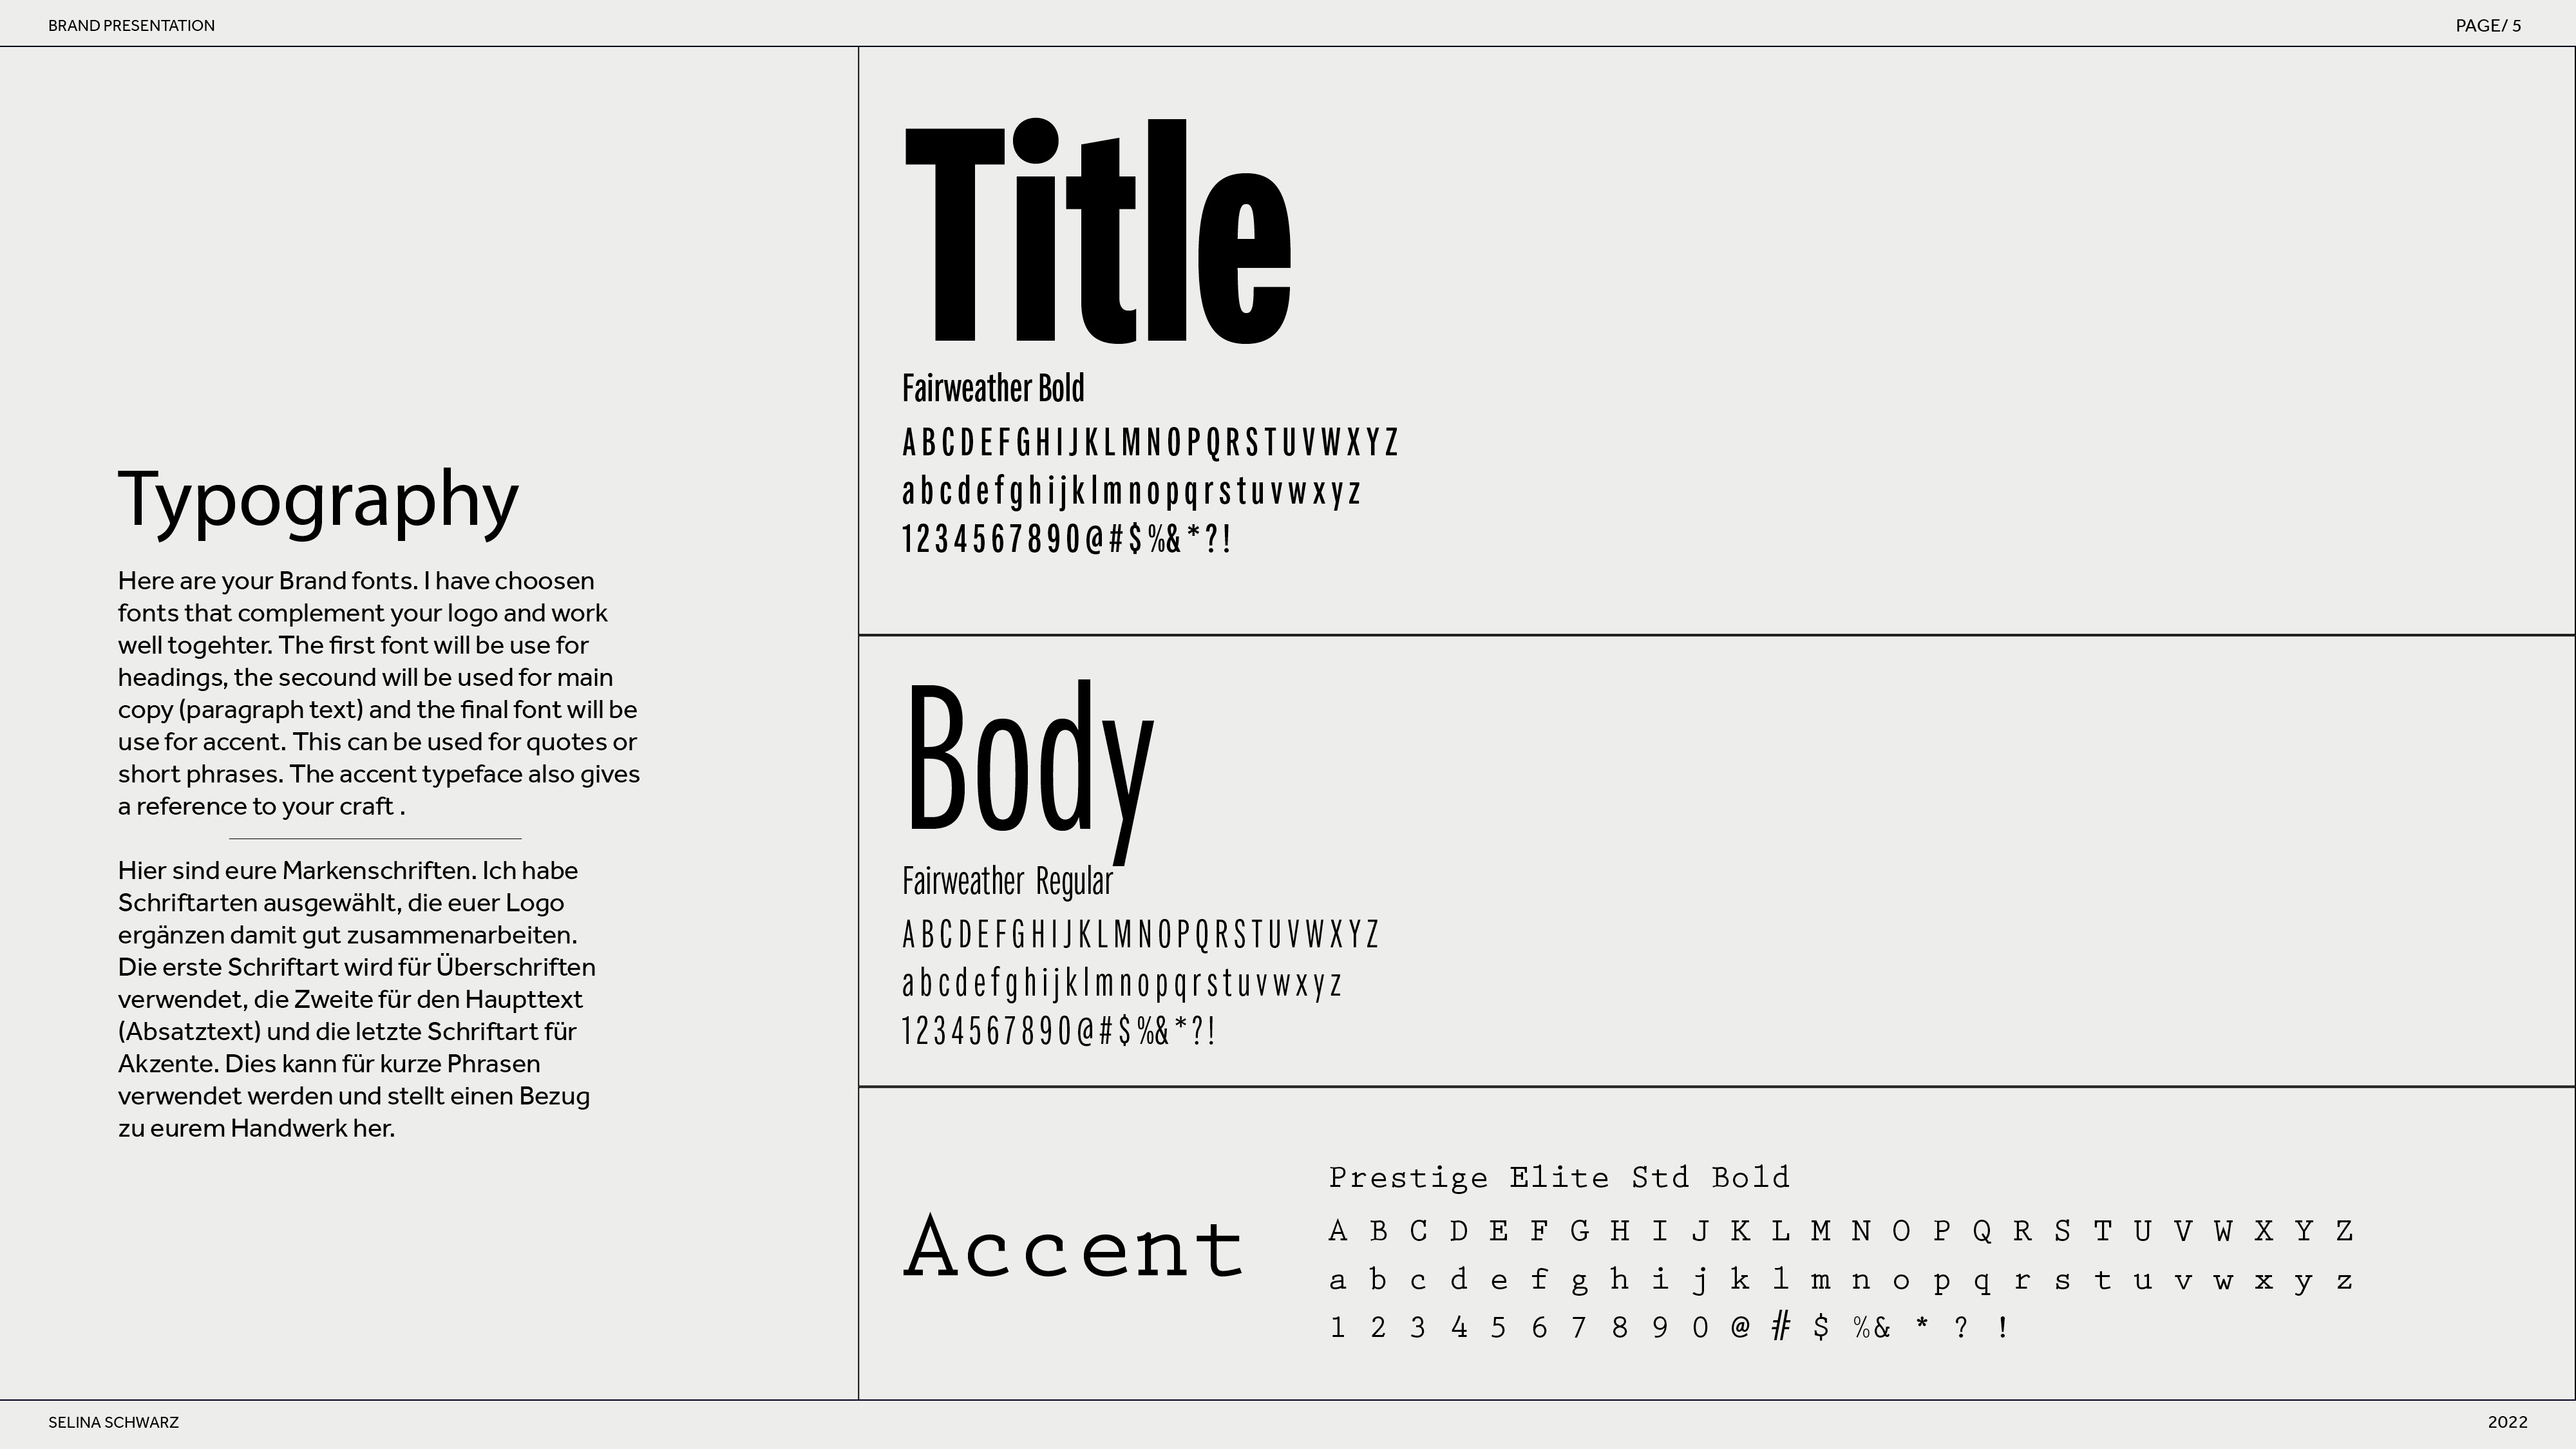 BRAND PRESENTATION
PAGE/ 5
Typography
Here are your Brand fonts. I have choosen
fonts that complement your logo and work
well togehter. The first font will be use for
headings, the secound will be used for main
copy (paragraph text) and the final font will be
use for accent. This can be used for quotes or
short phrases. The accent typeface also gives
a reference to your craft .
Hier sind eure Markenschriften. Ich habe
Schriftarten ausgewählt, die euer Logo
ergänzen damit gut zusammenarbeiten.
Die erste Schriftart wird für Überschriften
verwendet, die Zweite für den Haupttext
(Absatztext) und die letzte Schriftart für
Akzente. Dies kann für kurze Phrasen
verwendet werden und stellt einen Bezug
zu eurem Handwerk her.
Title
Fairweather Bold
A B C D E F G H I J K L M N O P Q R S T U V W X Y Z
a b c d e f g h i j k l m n o p q r s t u v w x y z
1 2 3 4 5 6 7 8 9 0 @ # $ %& * ? !
Body
Fairweather Regular
A B C D E F G H I J K L M N O P Q R S T U V W X Y Z
a b c d e f g h i j k l m n o p q r s t u v w x y z
1 2 3 4 5 6 7 8 9 0 @ # $ %& * ? !
Accent
Prestige Elite Std Bold
A B C D E F G H I J K L M N O P Q R S T U V W X Y Z
a b c d e f g h i j k l m n o p q r s t u v w x y z
1 2 3 4 5 6 7 8 9 0 @ # $ %& * ? !
SELINA SCHWARZ
2022